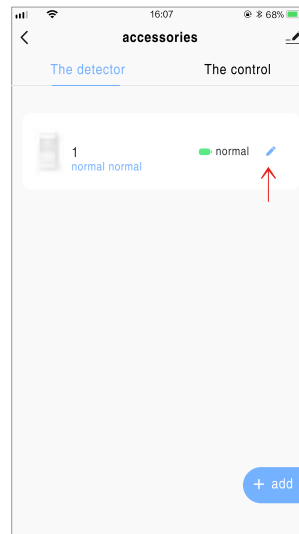 16:07 68%
accessories
The detector The control
1 normal
normal normal
+ add